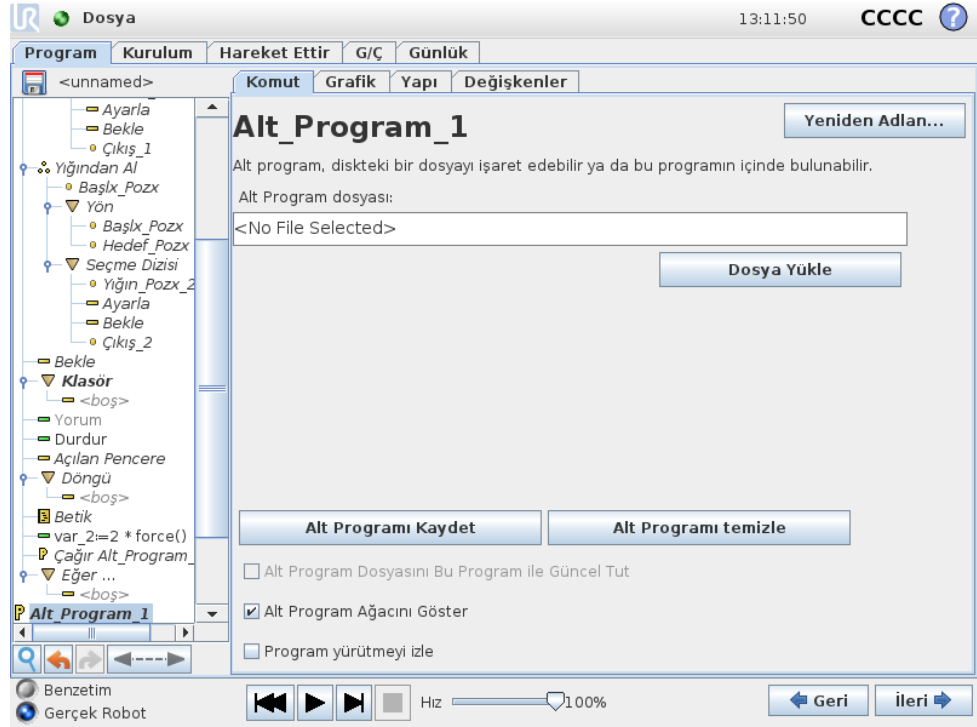 UR Dosya 13:11:50 CCCC ?
Program Kurulum Hareket Ettir G/Ç Günlük
<unnamed>
Komut Grafik Yapı Değişkenler
Ayarla
Bekle
Çıkış_1
Yığından Al
Başlx_Pozx
Yön
Başlx_Pozx
Hedef_Pozx
Seçme Dizisi
Yığın_Pozx_2
Ayarla
Bekle
Çıkış_2
Bekle
Klasör
<boş>
Yorum
Durdur
Açılan Pencere
Döngü
<boş>
Betik
var_2:=2 * force()
Çağır Alt_Program_
Eğer ...
<boş>
P Alt_Program_1
Alt_Program_1
Yeniden Adlan...
Alt program, diskteki bir dosyayı işaret edebilir ya da bu programın içinde bulunabilir.
Alt Program dosyası:
<No File Selected>
Dosya Yükle
Alt Programı Kaydet Alt Programı temizle
Alt Program Dosyasını Bu Program ile Güncel Tut
Alt Program Ağacını Göster
Program yürütmeyi izle
Benzetim
Gerçek Robot
Hız 100%
Geri İleri